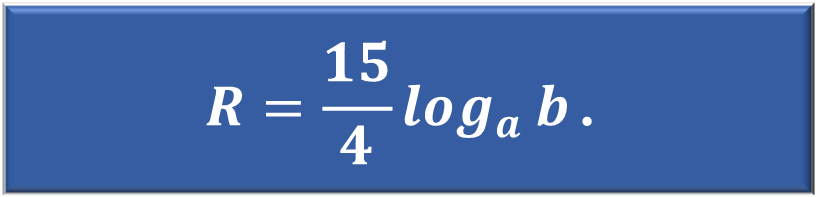 R = 15/4 log_a b .